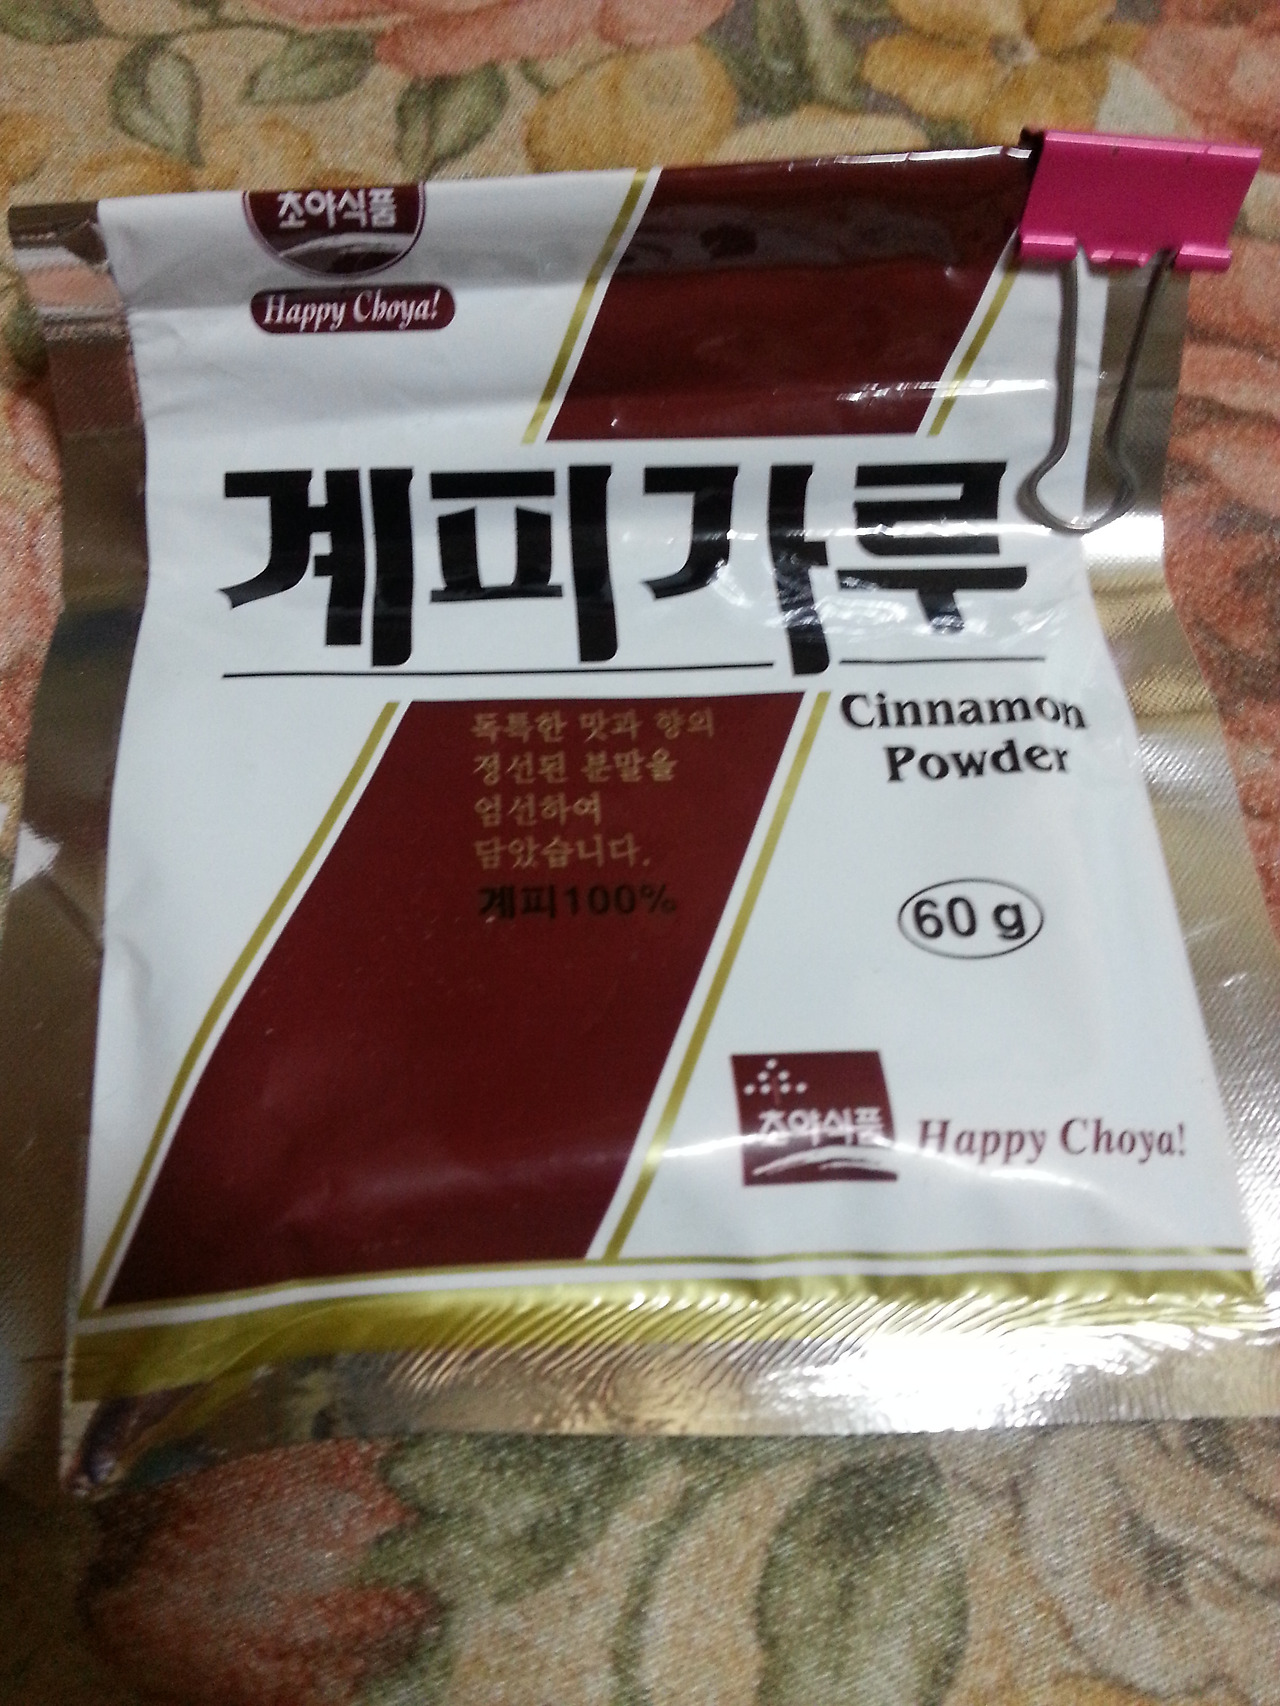 초야식품
Happy Choya!
계피가루
Cinnamon
Powder
독특한 맛과 향의
정선된 분말을
엄선하여
담았습니다.
계피100%
60 g
초야식품
Happy Choya!